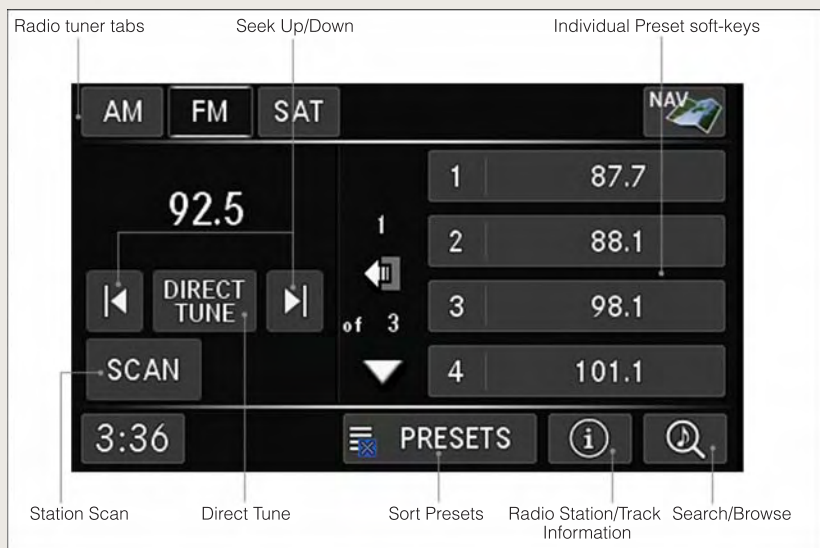 Radio tuner tabs
Seek Up/Down
Individual Preset soft-keys
AM
FM
SAT
NAV
92.5
DIRECT
TUNE
SCAN
1
of 3
1 87.7
2 88.1
3 98.1
4 101.1
3:36
PRESETS
i
Station Scan
Direct Tune
Sort Presets
Radio Station/Track
Information
Search/Browse